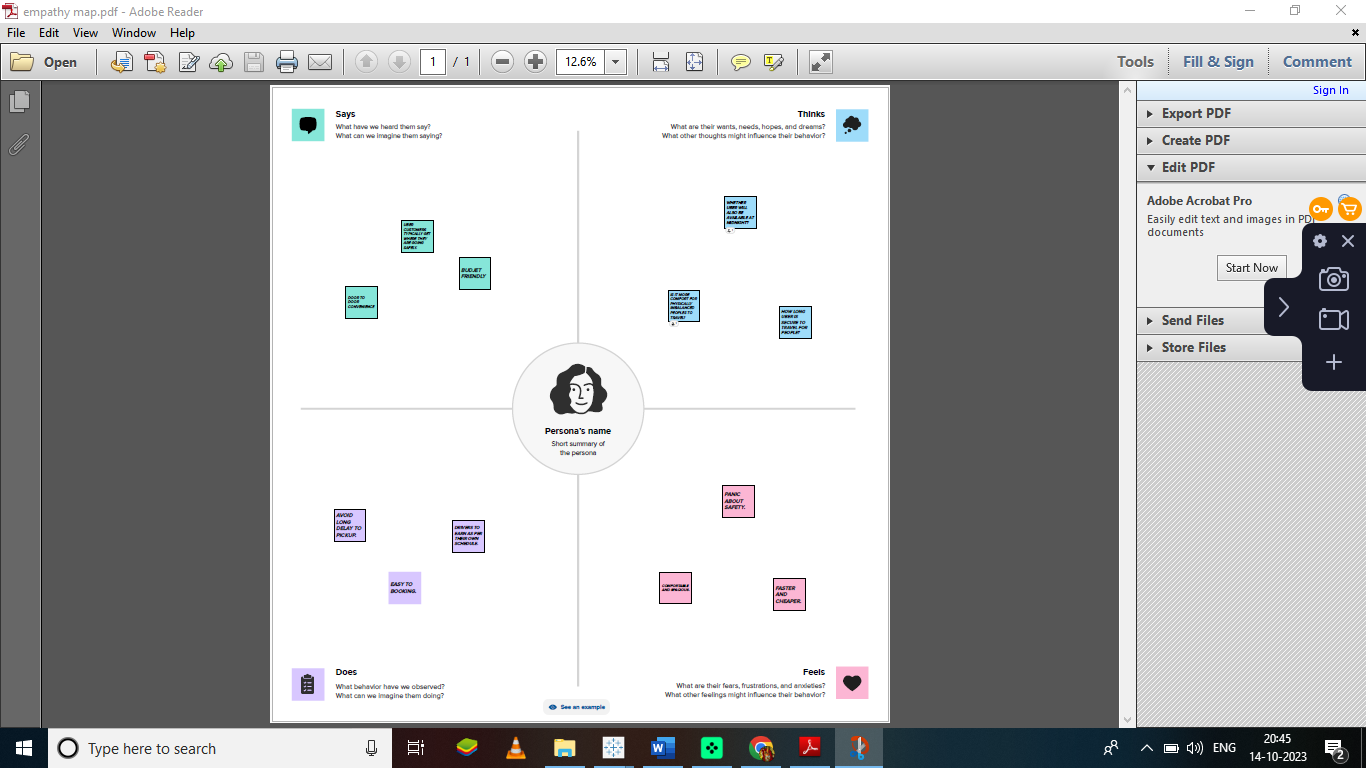 empathy map.pdf - Adobe Reader
File Edit View Window Help
Open
1 / 1
12.6%
Tools Fill & Sign Comment
Sign In
Export PDF
Create PDF
Edit PDF
Adobe Acrobat Pro
Easily edit text and images in PDF
documents
Start Now
Send Files
Store Files
Says
What have we heard them say?
What can we imagine them saying?
Thinks
What are their wants, needs, hopes, and dreams?
What other thoughts might influence their behavior?
UBER
CUSTOMERS
TYPICALLY GET
WHERE THEY
ARE GOING
SAFELY.
BUDJET
FRIENDLY
DOOR TO
DOOR
CONVENIENCE
WHETHER
UBER WILL
ALSO BE
AVAILABLE AT
MIDNIGHT?
IS IT MORE
COMFORT FOR
PHYSICALLY
IMBALANCED
PEOPLES TO
TRAVEL?
HOW LONG
UBER IS
SECURE TO
TRAVEL FOR
PEOPLE?
Persona's name
Short summary of
the persona
AVOID
LONG
DELAY TO
PICKUP.
DRIVERS TO
EARN AS PER
THEIR OWN
SCHEDULE.
EASY TO
BOOKING.
PANIC
ABOUT
SAFETY.
COMFORTABLE
AND SPACIOUS.
FASTER
AND
CHEAPER.
Does
What behavior have we observed?
What can we imagine them doing?
Feels
What are their fears, frustrations, and anxieties?
What other feelings might influence their behavior?
See an example
Type here to search
ENG
20:45
14-10-2023
2